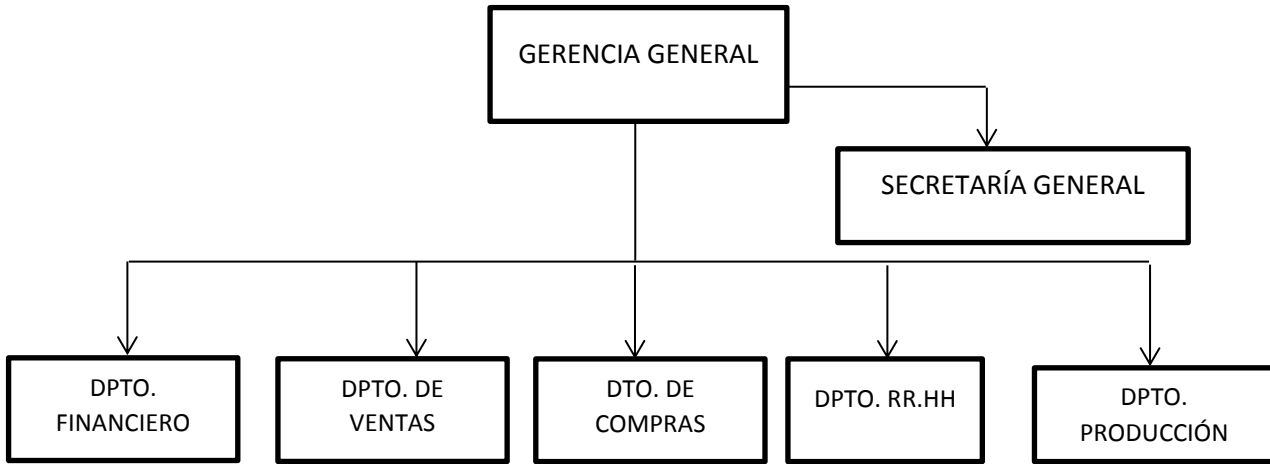 GERENCIA GENERAL
SECRETARÍA GENERAL
DPTO.
FINANCIERO
DPTO. DE
VENTAS
DTO. DE
COMPRAS
DPTO. RR.HH
DPTO.
PRODUCCIÓN